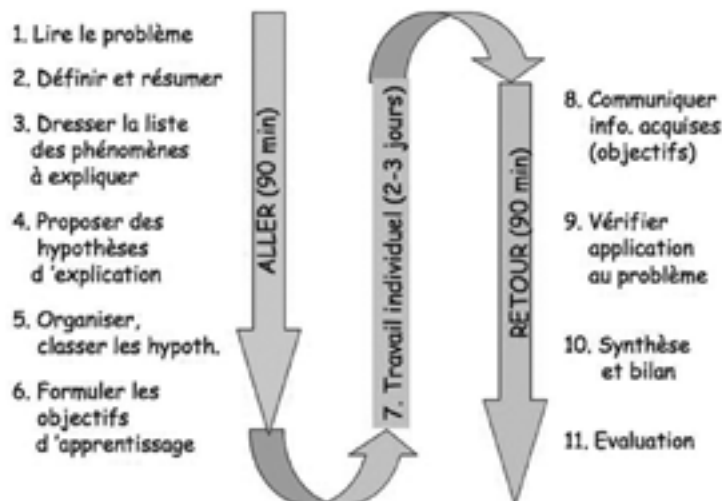 1. Lire le problème
2. Définir et résumer
3. Dresser la liste
des phénomènes
à expliquer
4. Proposer des
hypothèses
d 'explication
5. Organiser,
classer les hypoth.
6. Formuler les
objectifs
d 'apprentissage
ALLER (90 min)
7. Travail individuel (2-3 jours)
RETOUR (90 min)
8. Communiquer
info. acquises
(objectifs)
9. Vérifier
application
au problème
10. Synthèse
et bilan
11. Evaluation